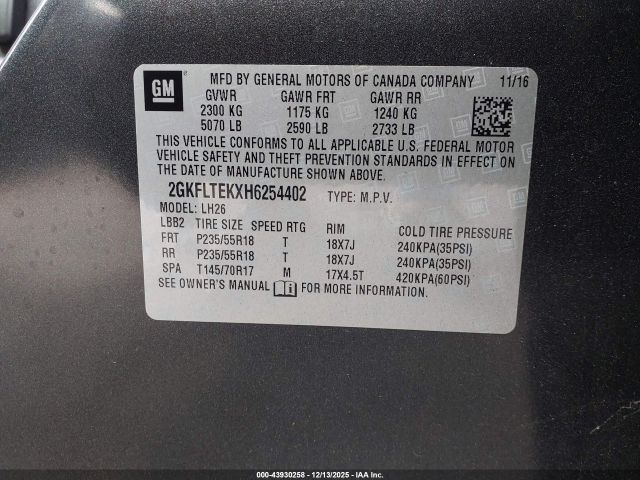 GM
MFD BY GENERAL MOTORS OF CANADA COMPANY 11/16
GVWR GAWR FRT GAWR RR
2300 KG 1175 KG 1240 KG
5070 LB 2590 LB 2733 LB
THIS VEHICLE CONFORMS TO ALL APPLICABLE U.S. FEDERAL MOTOR
VEHICLE SAFETY AND THEFT PREVENTION STANDARDS IN EFFECT ON
THE DATE OF MANUFACTURE SHOWN ABOVE.
2GKFLTEKXH6254402 TYPE: M.P.V.
MODEL: LH26
LBB2 TIRE SIZE SPEED RTG RIM COLD TIRE PRESSURE
FRT P235/55R18 T 18X7J 240KPA(35PSI)
RR P235/55R18 T 18X7J 240KPA(35PSI)
SPA T145/70R17 M 17X4.5T 420KPA(60PSI)
SEE OWNER'S MANUAL FOR MORE INFORMATION.
000-43930258 - 12/13/2025 - IAAI.COM